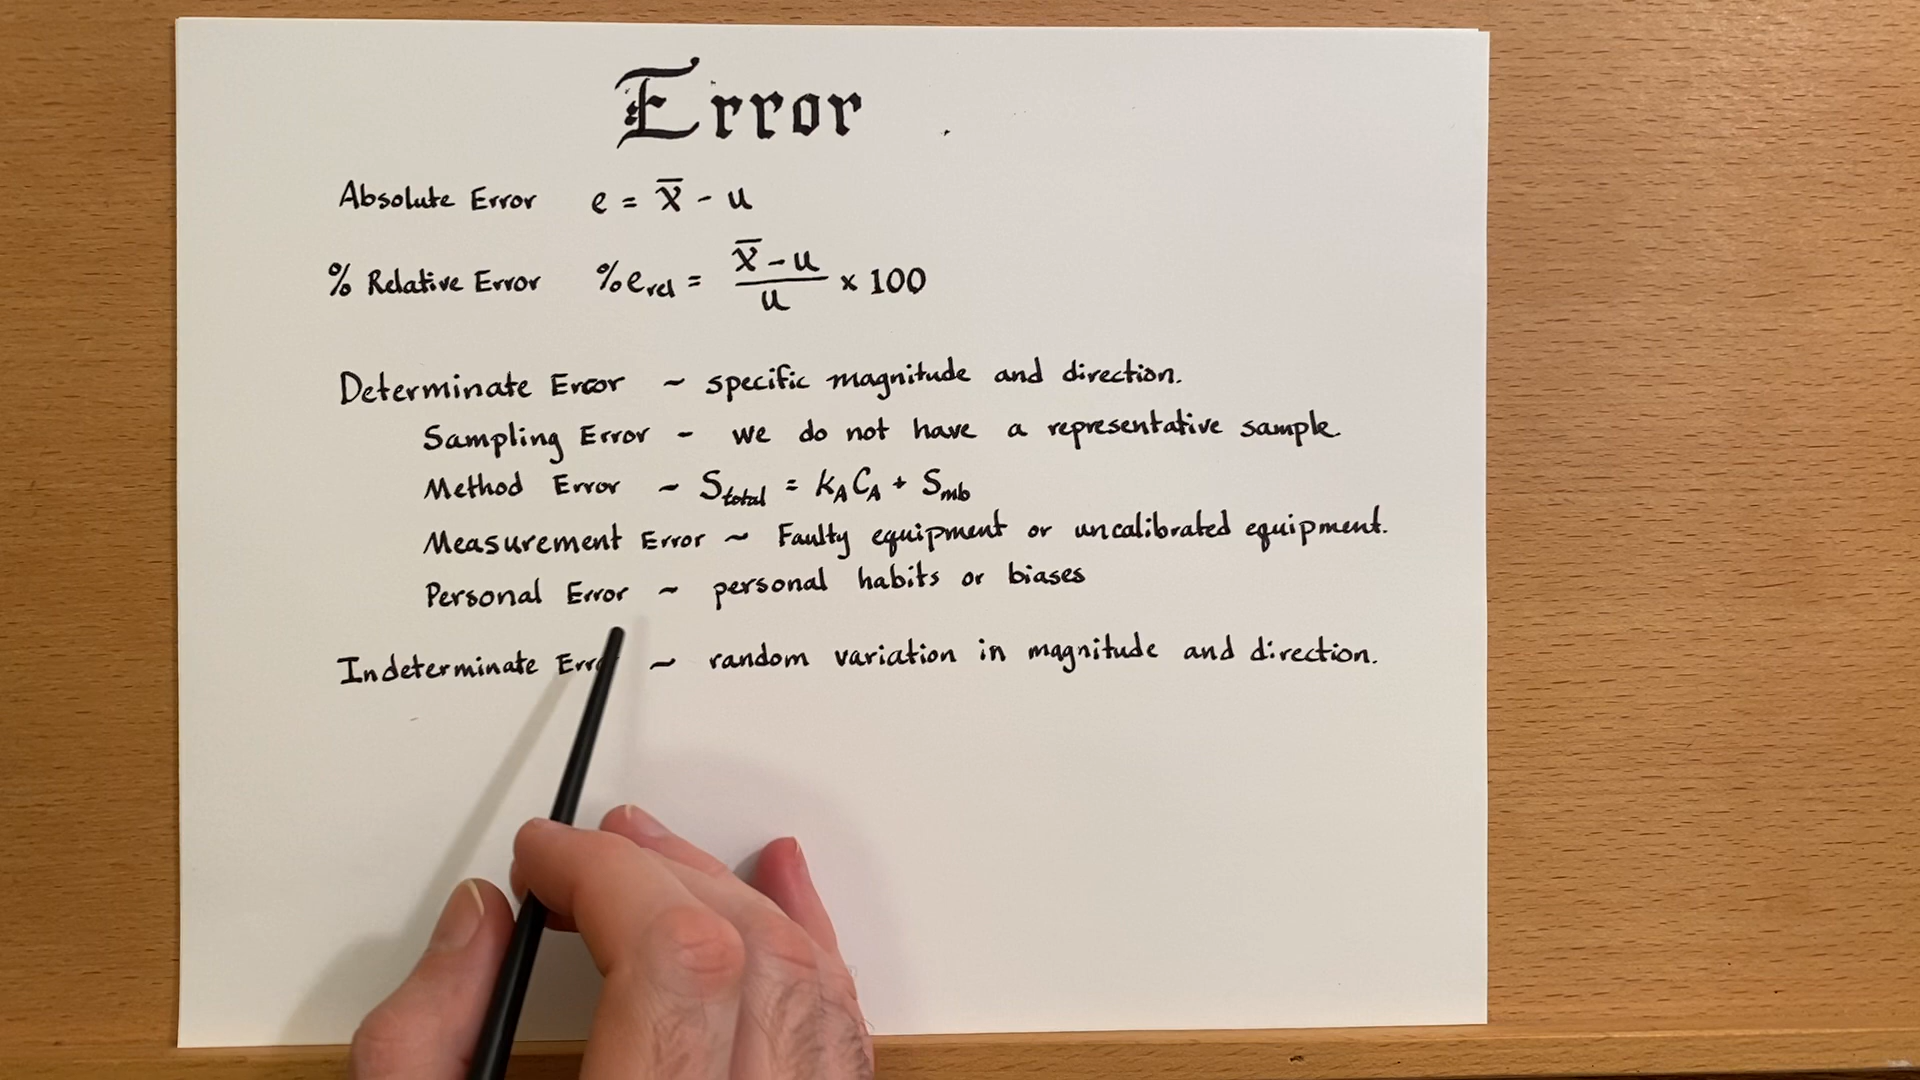 Error
Absolute Error e = x̄ - u
% Relative Error %e_rel = (x̄ - u)/u × 100
Determinate Error ~ specific magnitude and direction.
Sampling Error - we do not have a representative sample.
Method Error ~ S_total = k_A C_A + S_mb
Measurement Error ~ Faulty equipment or uncalibrated equipment.
Personal Error ~ personal habits or biases
Indeterminate Erro ~ random variation in magnitude and direction.